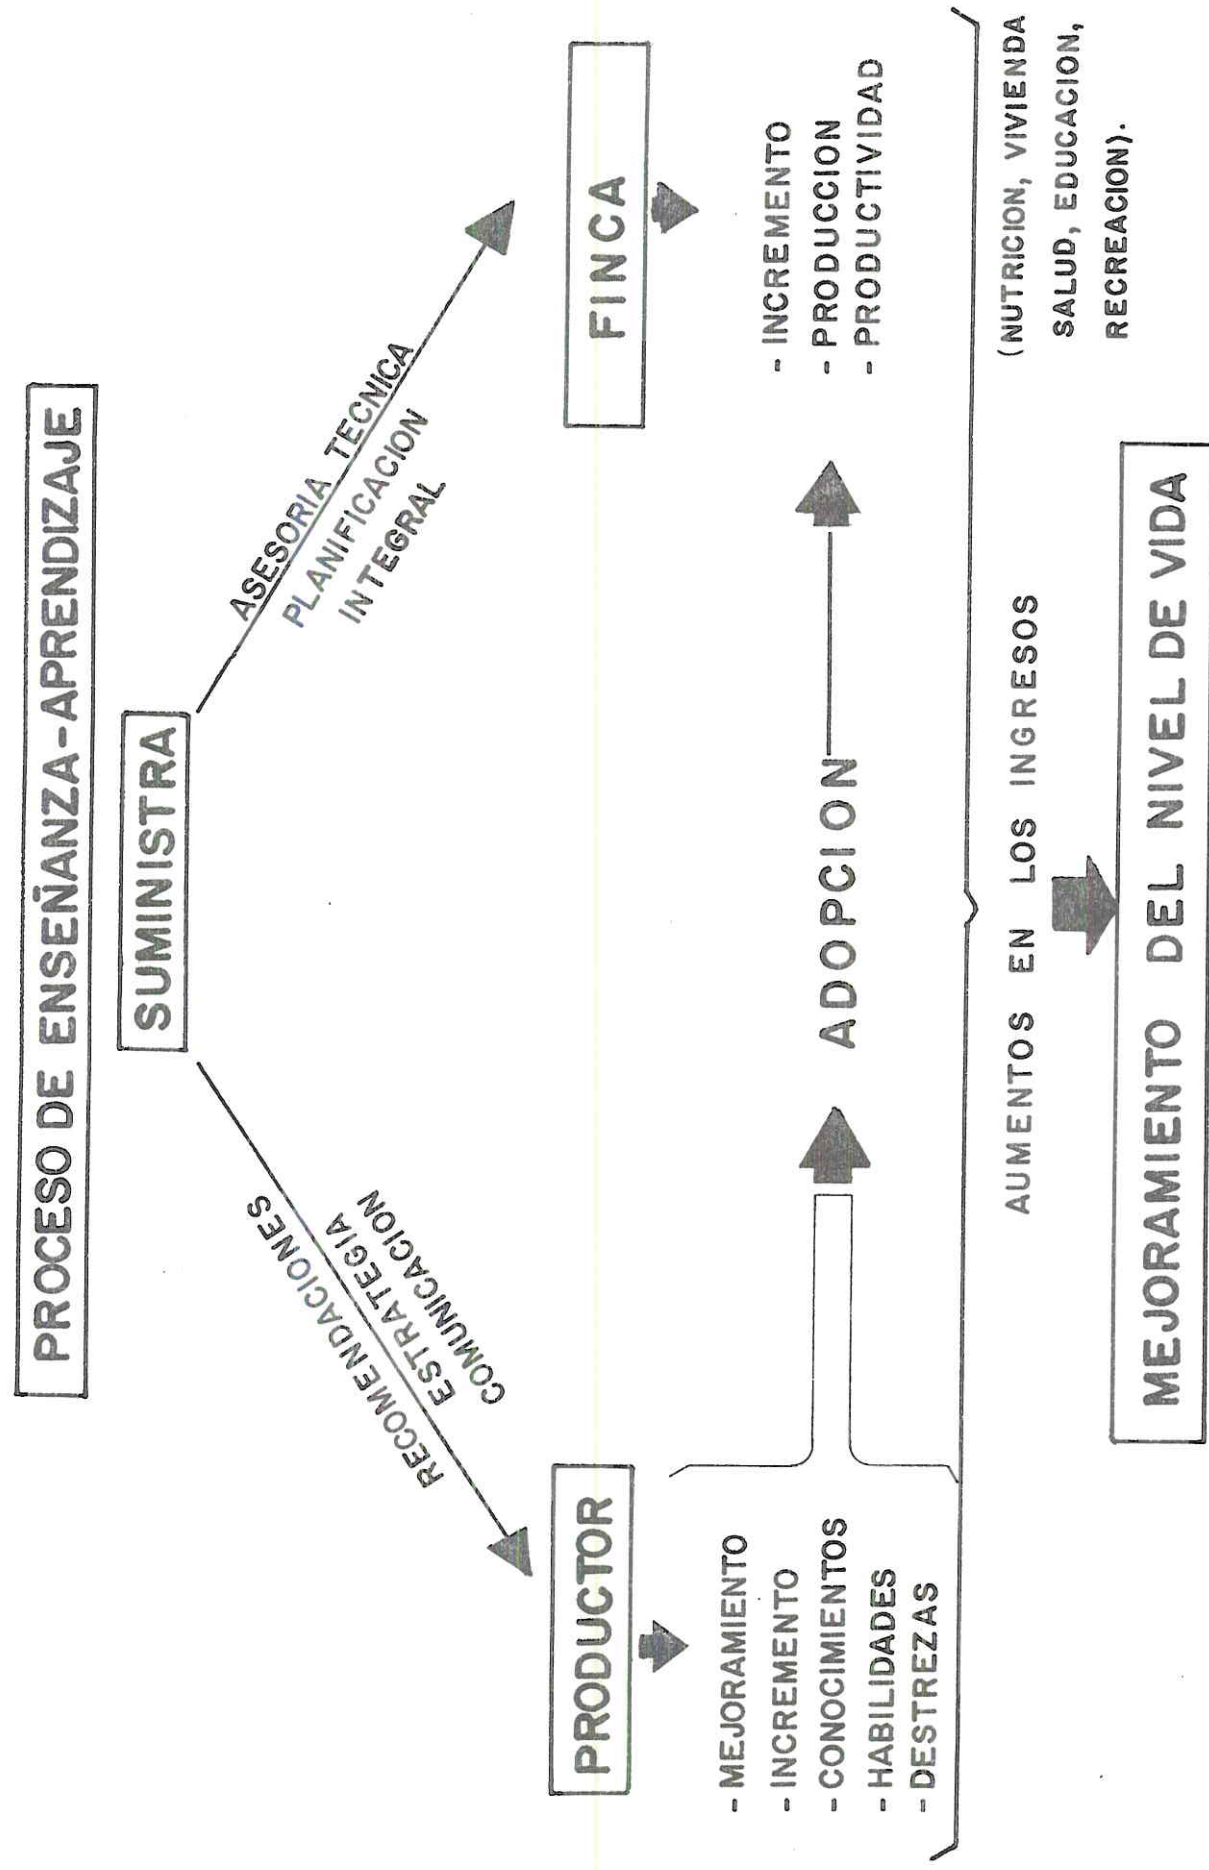 PROCESO DE ENSEÑANZA-APRENDIZAJE
SUMINISTRA
RECOMENDACIONES
ESTRATEGIA
COMUNICACION
ASESORIA TECNICA
PLANIFICACION
INTEGRAL
PRODUCTOR
FINCA
- MEJORAMIENTO
- INCREMENTO
- CONOCIMIENTOS
- HABILIDADES
- DESTREZAS
ADOPCION
- INCREMENTO
- PRODUCCION
- PRODUCTIVIDAD
AUMENTOS EN LOS INGRESOS
(NUTRICION, VIVIENDA
SALUD, EDUCACION,
RECREACION).
MEJORAMIENTO DEL NIVEL DE VIDA